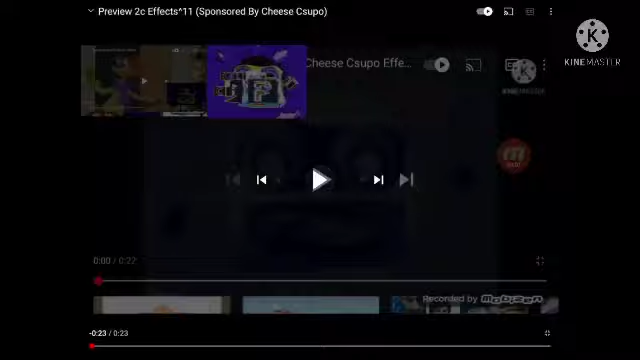 Preview 2c Effects^11 (Sponsored By Cheese Csupo)
KINEMASTER
Cheese Csupo Effe...
0:00 / 0:22
Recorded by Mobizen
-0:23 / 0:23